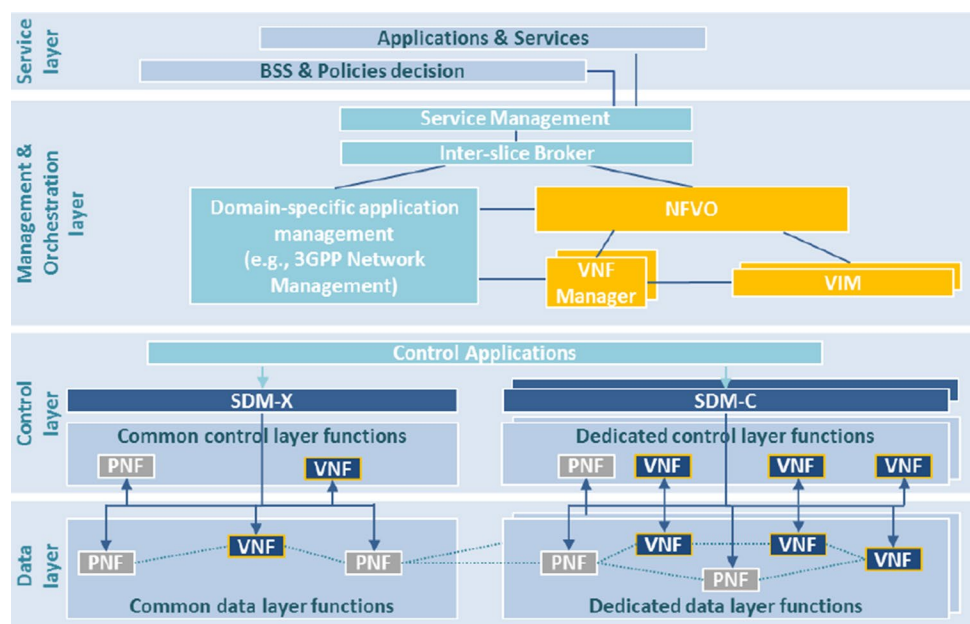 Service
layer
Applications & Services
BSS & Policies decision
Management &
Orchestration
layer
Service Management
Inter-slice Broker
Domain-specific application
management
(e.g., 3GPP Network
Management)
NFVO
VNF
Manager
VIM
Control
layer
Control Applications
SDM-X
SDM-C
Common control layer functions
Dedicated control layer functions
PNF
VNF
PNF
VNF
VNF
VNF
Data
layer
PNF
VNF
PNF
PNF
VNF
PNF
VNF
VNF
Common data layer functions
Dedicated data layer functions